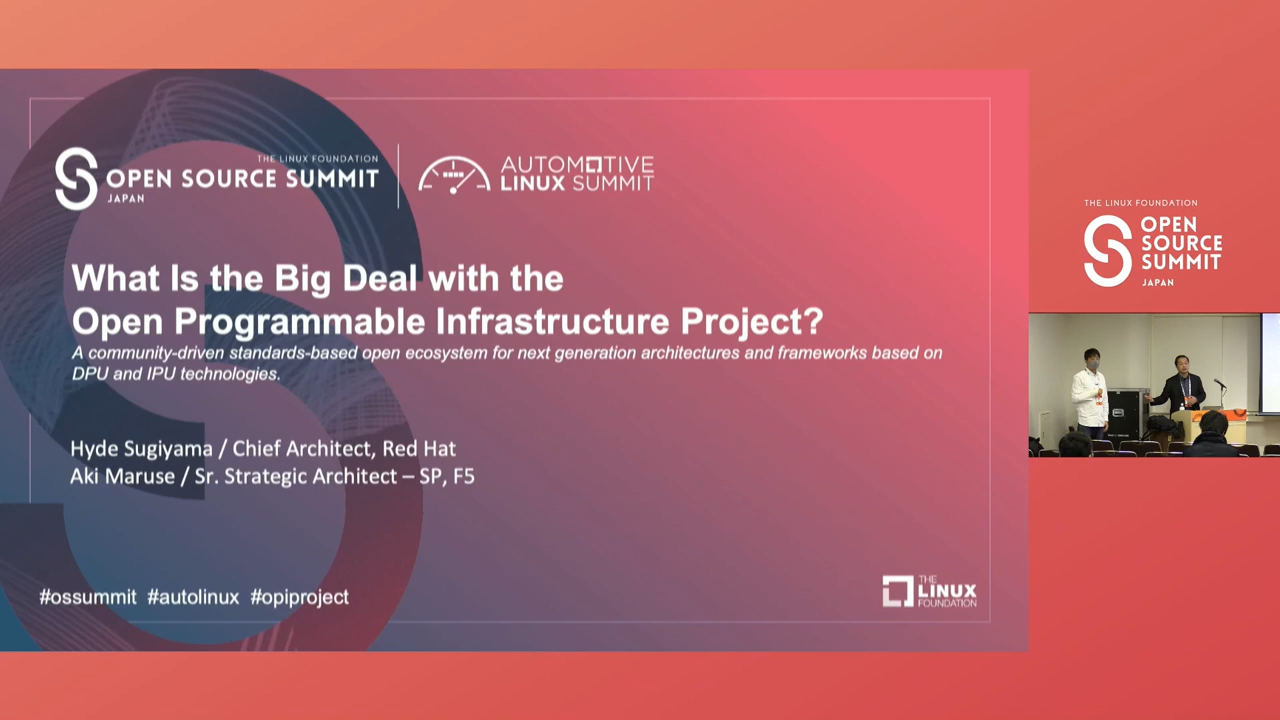 THE LINUX FOUNDATION
OPEN SOURCE SUMMIT
JAPAN
AUTOMOTIVE
LINUX SUMMIT
What Is the Big Deal with the
Open Programmable Infrastructure Project?
A community-driven standards-based open ecosystem for next generation architectures and frameworks based on
DPU and IPU technologies.
Hyde Sugiyama / Chief Architect, Red Hat
Aki Maruse / Sr. Strategic Architect – SP, F5
#ossummit #autolinux #opiproject
THE
LINUX
FOUNDATION
THE LINUX FOUNDATION
OPEN
SOURCE
SUMMIT
JAPAN